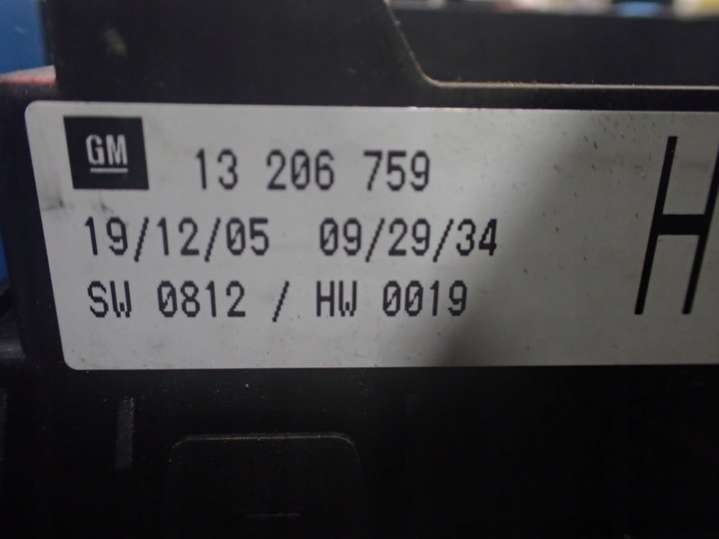 GM 13 206 759
19/12/05 09/29/34
SW 0812 / HW 0019
H